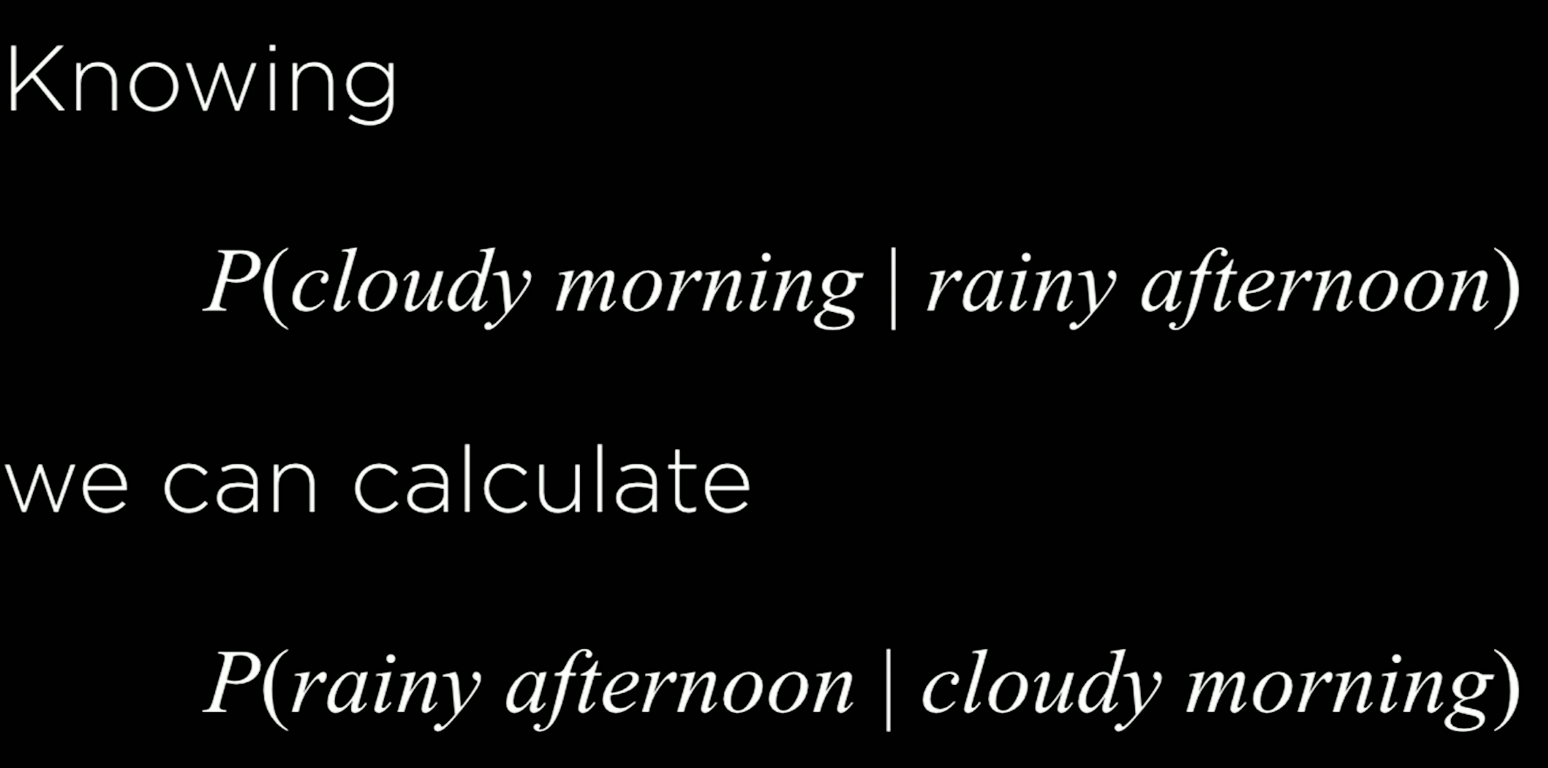 Knowing
P(cloudy morning | rainy afternoon)
we can calculate
P(rainy afternoon | cloudy morning)